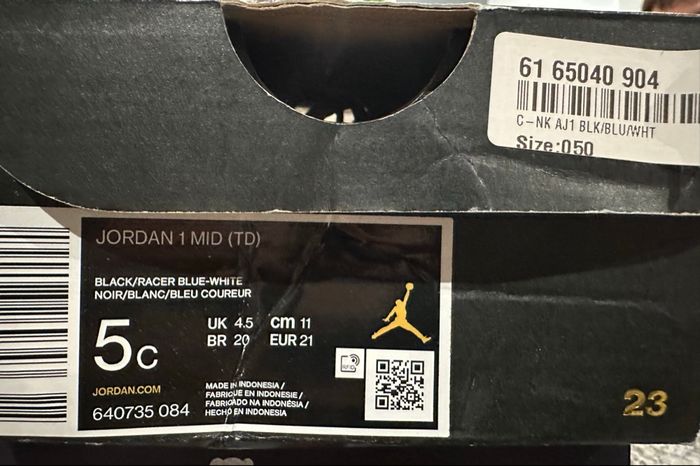 61 65040 904
C-NK AJ1 BLK/BLU/WHT
Size:050
JORDAN 1 MID (TD)
BLACK/RACER BLUE-WHITE
NOIR/BLANC/BLEU COUREUR
5c
UK 4.5 cm 11
BR 20 EUR 21
JORDAN.COM
640735 084
MADE IN INDONESIA /
FABRIQUÉ EN INDONESIE /
FABRICADO NA INDONÉSIA /
HECHO EN INDONESIA
23